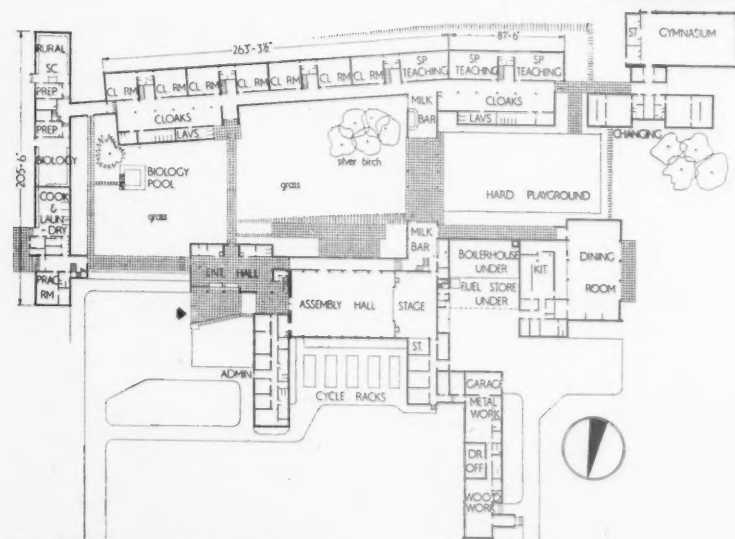 263'-3½"
87'-6"
ST.
GYMNASIUM
RURAL
SC
CL RM
CL RM
CL RM
CL RM
CL RM
CL RM
SP
TEACHING
SP
TEACHING
SP
TEACHING
PREP
PREP
CLOAKS
LAVS.
MILK
BAR
CLOAKS
LAVS
CHANGING
silver birch
205'-6"
BIOLOGY
BIOLOGY
POOL
grass
grass
HARD PLAYGROUND
COOK
& LAUN
-DRY
MILK
BAR
BOILERHOUSE
UNDER
FUEL STORE
UNDER
KIT
DINING
ROOM
PRAC
RM
ENT. HALL
ASSEMBLY HALL
STAGE
ST.
ADMIN
CYCLE RACKS
GARAGE
METAL
WORK
DR
OFF
WOOD
WORK